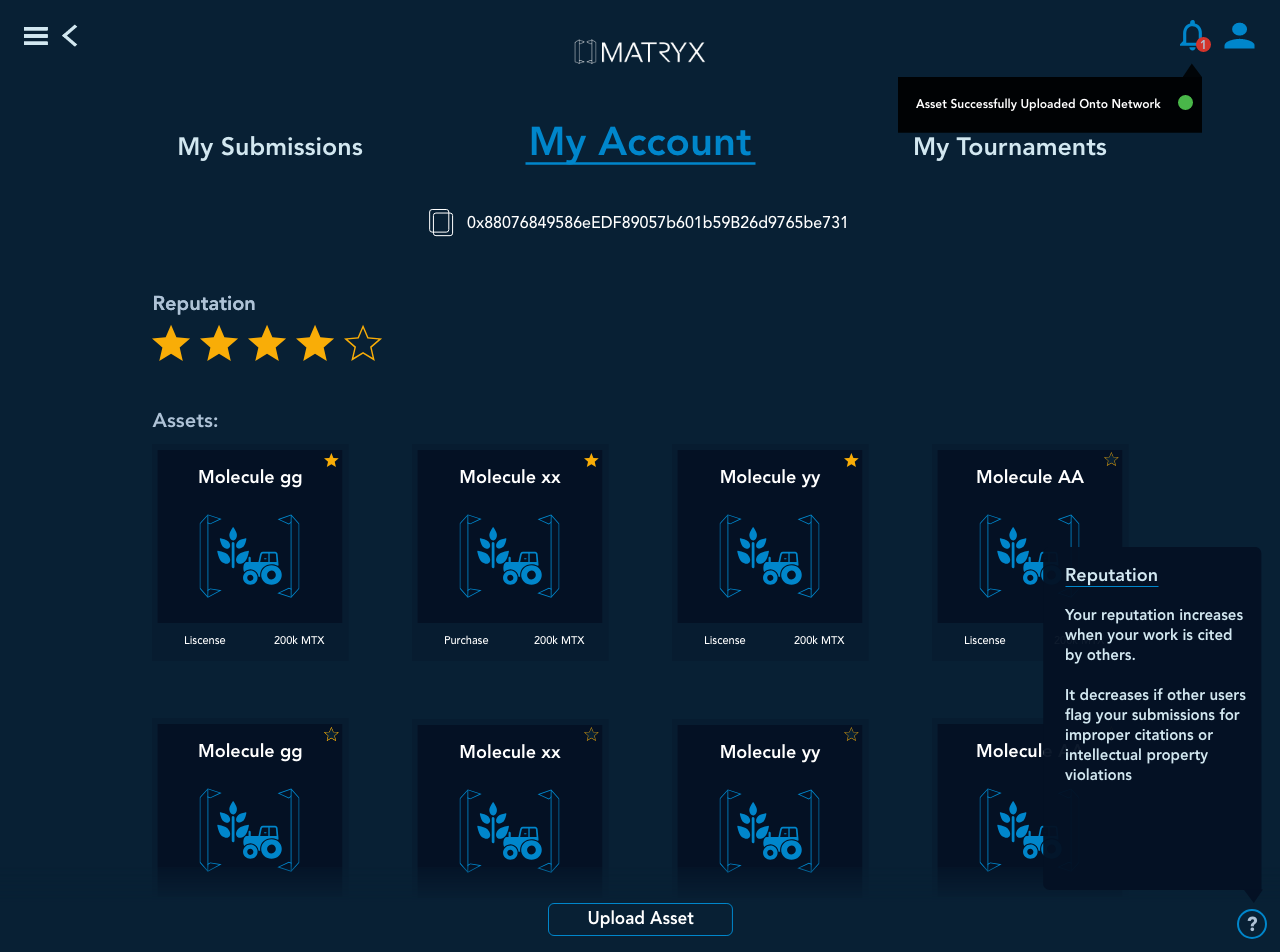 MATRYX
1
Asset Successfully Uploaded Onto Network
My Submissions
My Account
My Tournaments
0x88076849586eEDF89057b601b59B26d9765be731
Reputation
Assets:
Molecule gg
Molecule xx
Molecule yy
Molecule AA
Liscense
200k MTX
Purchase
200k MTX
Liscense
200k MTX
Liscense
Reputation
Your reputation increases
when your work is cited
by others.
It decreases if other users
flag your submissions for
improper citations or
intellectual property
violations
Molecule gg
Molecule xx
Molecule yy
Molecule AA
Upload Asset
?